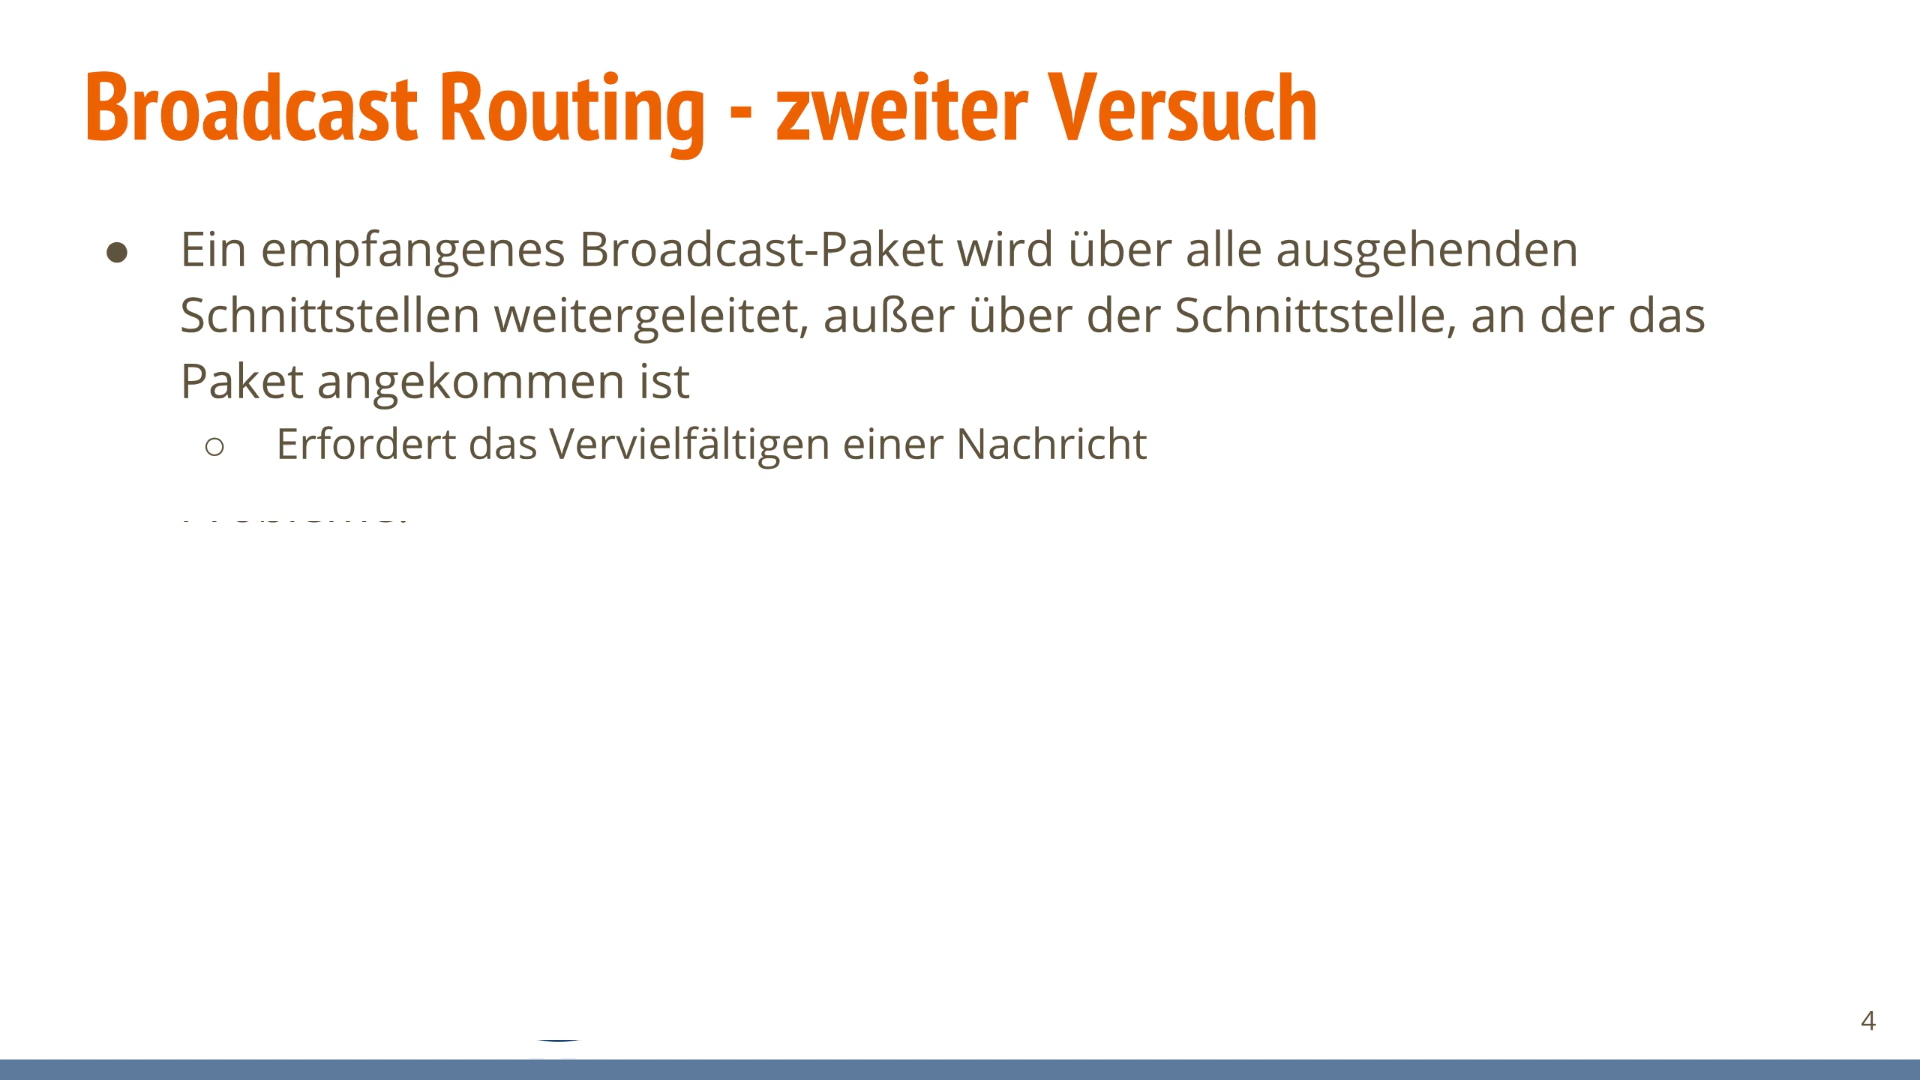 Broadcast Routing - zweiter Versuch
● Ein empfangenes Broadcast-Paket wird über alle ausgehenden
Schnittstellen weitergeleitet, außer über der Schnittstelle, an der das
Paket angekommen ist
○ Erfordert das Vervielfältigen einer Nachricht
4